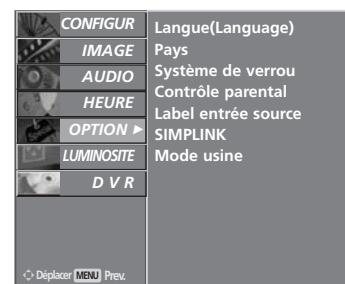 CONFIGUR
IMAGE
AUDIO
HEURE
OPTION ►
LUMINOSITE
D V R
Langue(Language)
Pays
Système de verrou
Contrôle parental
Label entrée source
SIMPLINK
Mode usine
Déplacer MENU Prev.